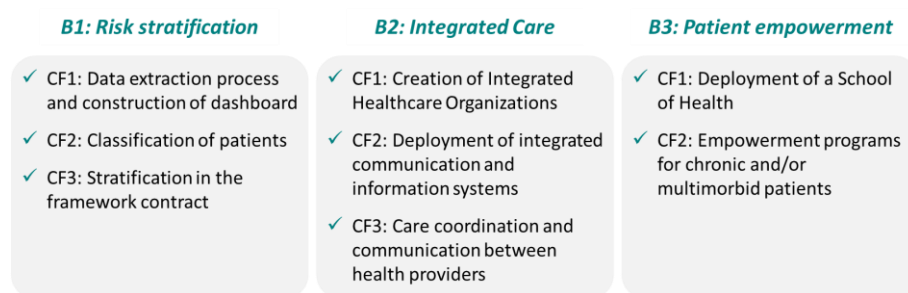 B1: Risk stratification
✓ CF1: Data extraction process
and construction of dashboard
✓ CF2: Classification of patients
✓ CF3: Stratification in the
framework contract
B2: Integrated Care
✓ CF1: Creation of Integrated
Healthcare Organizations
✓ CF2: Deployment of integrated
communication and
information systems
✓ CF3: Care coordination and
communication between
health providers
B3: Patient empowerment
✓ CF1: Deployment of a School
of Health
✓ CF2: Empowerment programs
for chronic and/or
multimorbid patients